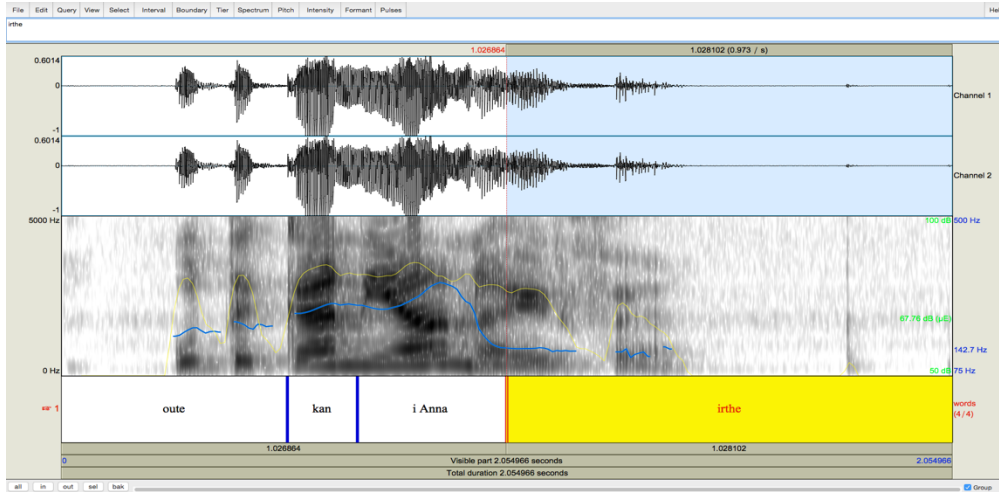 File Edit Query View Select Interval Boundary Tier Spectrum Pitch Intensity Formant Pulses Hel
irthe
1.026864 1.028102 (0.973 / s)
0.6014
0
Channel 1
-1
0.6014
0
Channel 2
-1
5000 Hz 100 dB 500 Hz
67.76 dB (µE)
142.7 Hz
0 Hz 50 dB 75 Hz
1 oute kan i Anna irthe words
(4 / 4)
1.026864 1.028102
0 Visible part 2.054966 seconds 2.054966
Total duration 2.054966 seconds
all in out sel bak Group